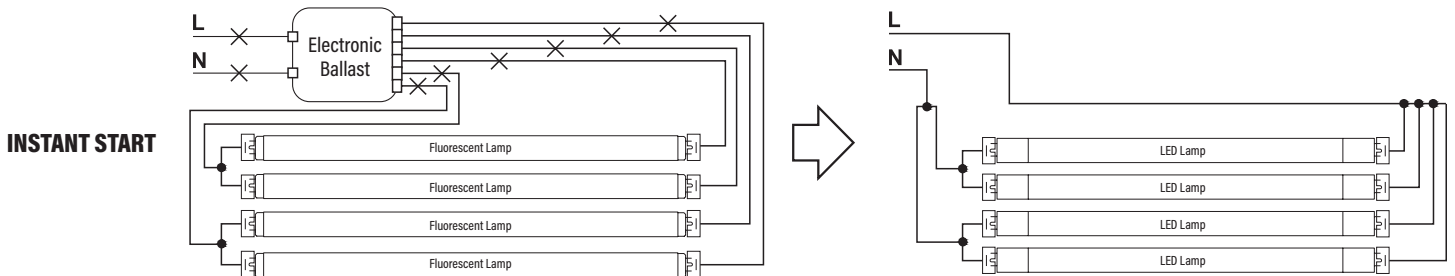 INSTANT START
L
N
Electronic
Ballast
Fluorescent Lamp
Fluorescent Lamp
Fluorescent Lamp
Fluorescent Lamp
L
N
LED Lamp
LED Lamp
LED Lamp
LED Lamp